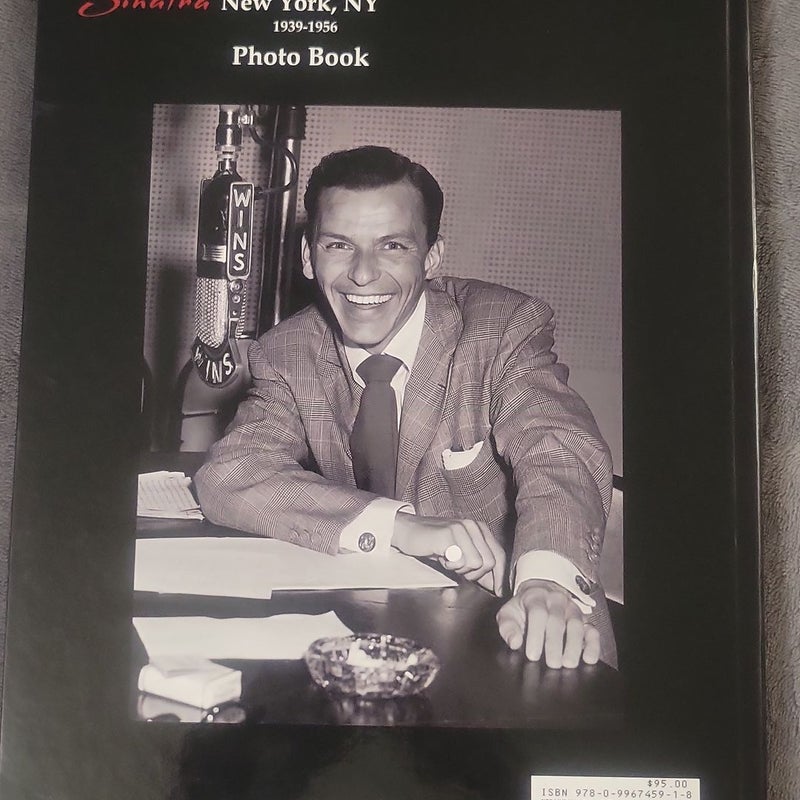 Sinatra New York, NY
1939-1956
Photo Book
WINS
WINS
$95.00
ISBN 978-0-9967459-1-8